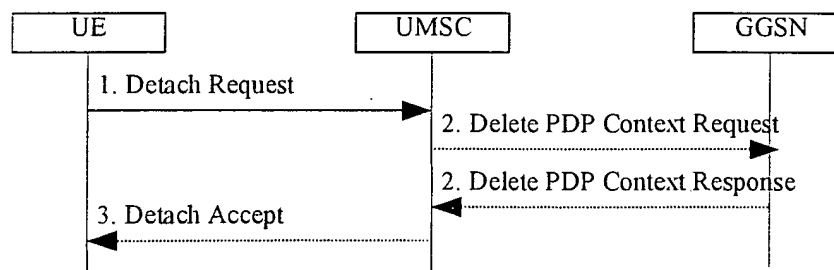 UE UMSC GGSN
1. Detach Request
2. Delete PDP Context Request
2. Delete PDP Context Response
3. Detach Accept